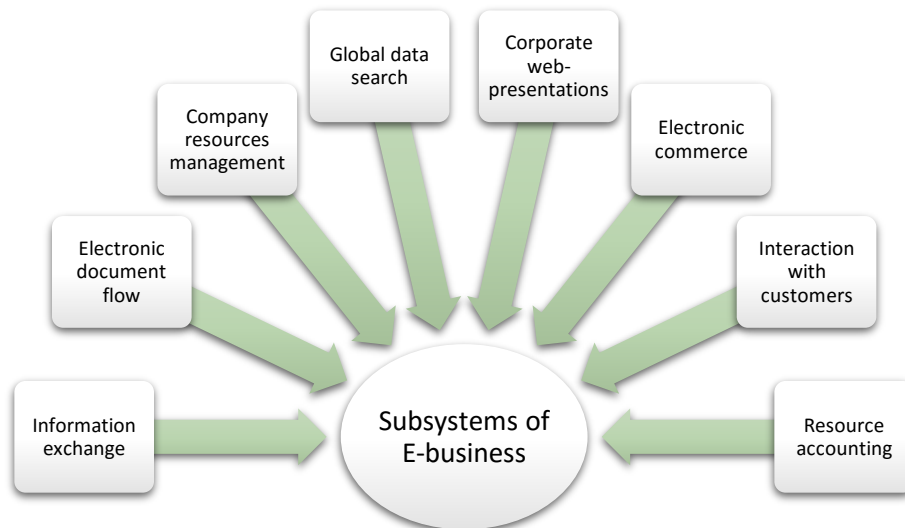 Global data
search
Corporate
web-
presentations
Company
resources
management
Electronic
commerce
Electronic
document
flow
Interaction
with
customers
Information
exchange
Subsystems of
E-business
Resource
accounting